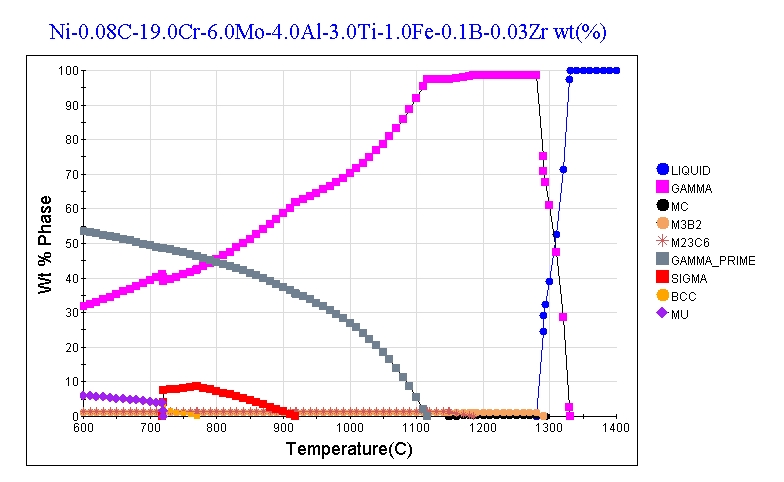 Ni-0.08C-19.0Cr-6.0Mo-4.0Al-3.0Ti-1.0Fe-0.1B-0.03Zr wt(%)
100
90
80
70
60
50
40
30
20
10
0
Wt % Phase
600 700 800 900 1000 1100 1200 1300 1400
Temperature(C)
LIQUID
GAMMA
MC
M3B2
M23C6
GAMMA_PRIME
SIGMA
BCC
MU